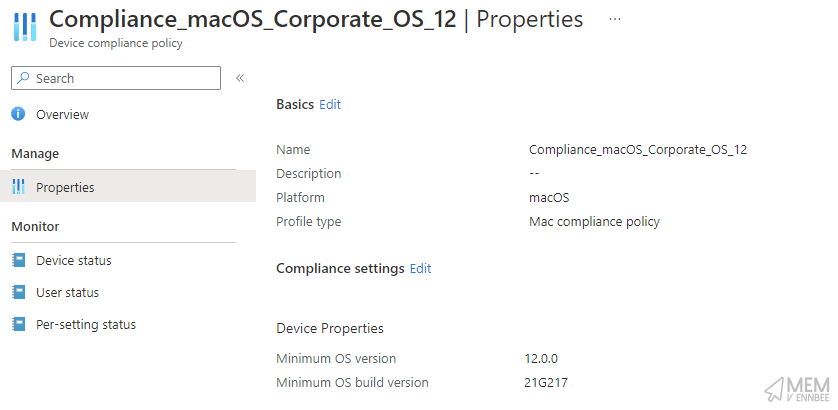 Compliance_macOS_Corporate_OS_12 | Properties ...
Device compliance policy
Search «
Overview
Manage
Properties
Monitor
Device status
User status
Per-setting status
Basics Edit
Name Compliance_macOS_Corporate_OS_12
Description --
Platform macOS
Profile type Mac compliance policy
Compliance settings Edit
Device Properties
Minimum OS version 12.0.0
Minimum OS build version 21G217
MEM
V ENNBEE